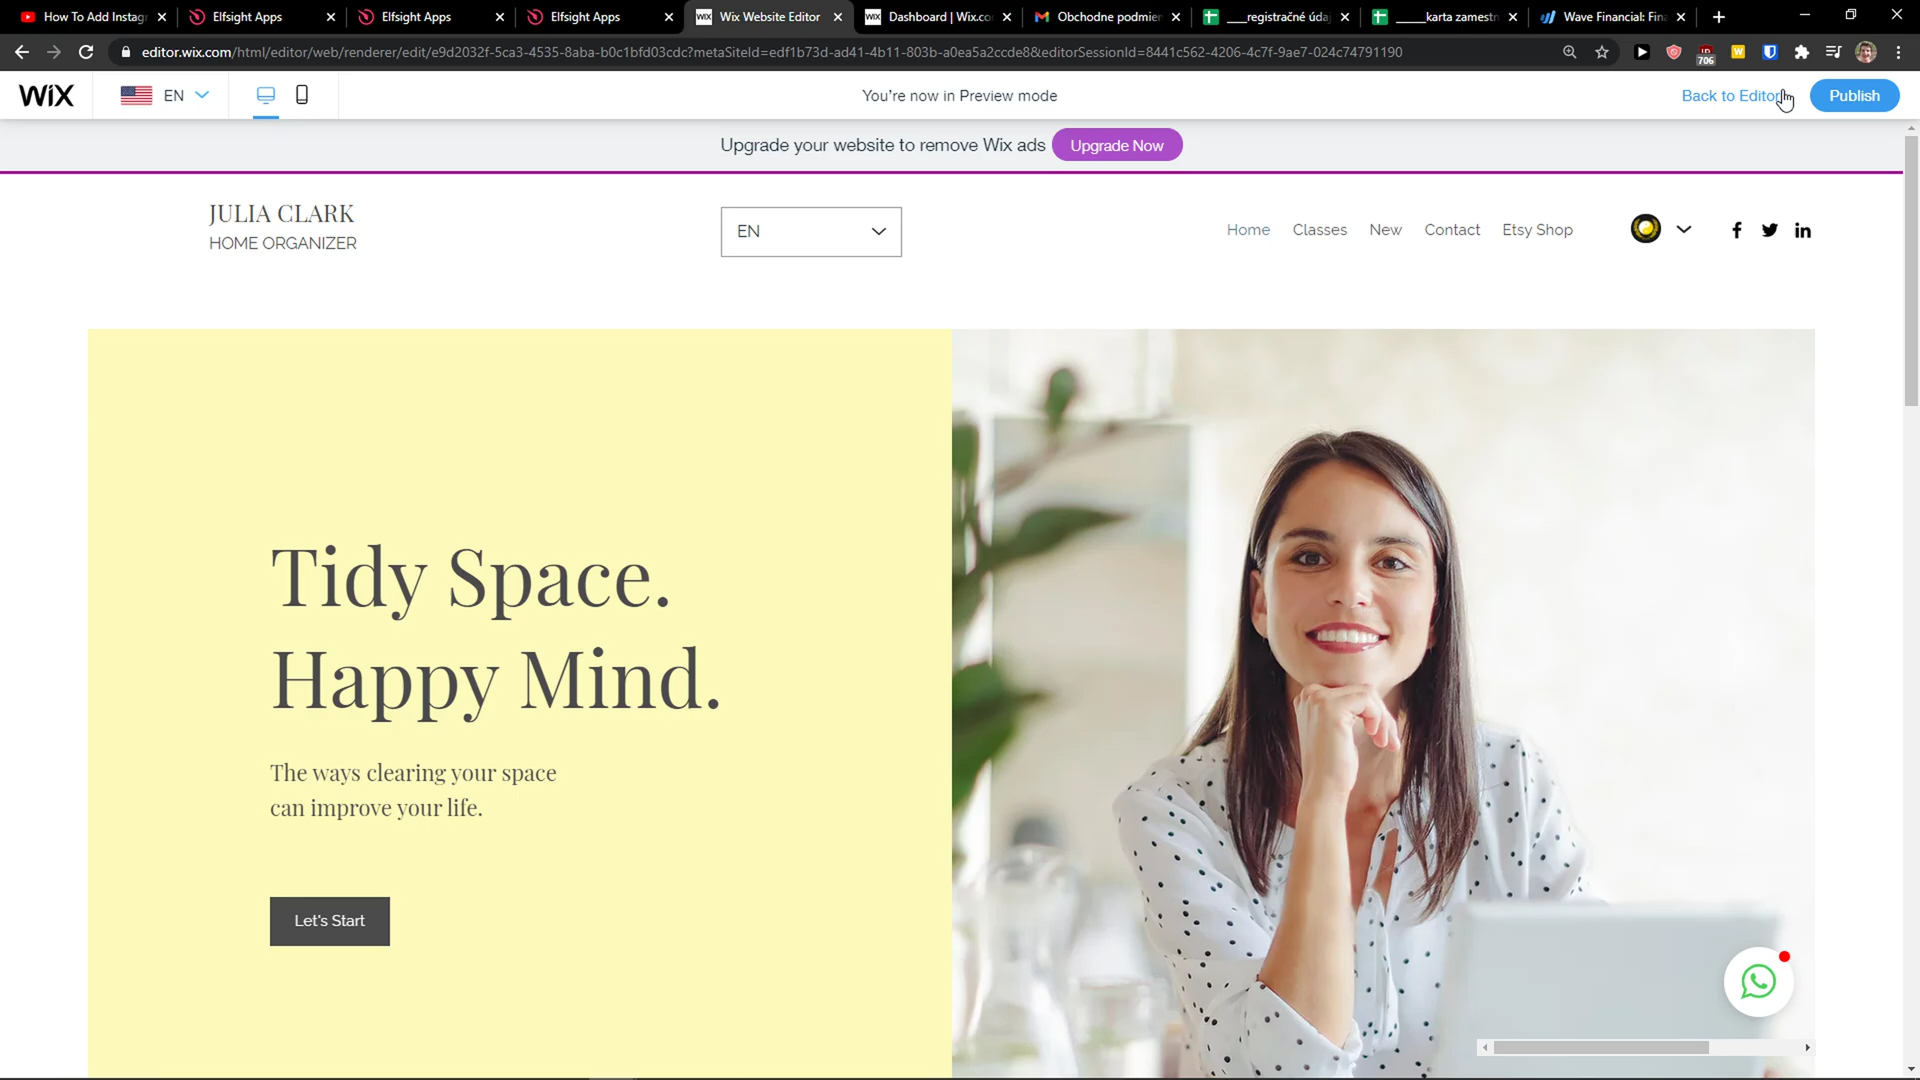 How To Add Instag
Elfsight Apps
Elfsight Apps
Elfsight Apps
Wix Website Editor
Dashboard | Wix.co
Obchodne podmier
___registračné úda
____karta zamestn
Wave Financial: Fina
editor.wix.com/html/editor/web/renderer/edit/e9d2032f-5ca3-4535-8aba-b0c1bfd03cdc?metaSiteId=edf1b73d-ad41-4b11-803b-a0ea5a2ccde8&editorSessionId=8441c562-4206-4c7f-9ae7-024c74791190
706
WiX
EN
You're now in Preview mode
Back to Editor
Publish
Upgrade your website to remove Wix ads
Upgrade Now
JULIA CLARK
HOME ORGANIZER
EN
Home
Classes
New
Contact
Etsy Shop
Tidy Space.
Happy Mind.
The ways clearing your space
can improve your life.
Let's Start